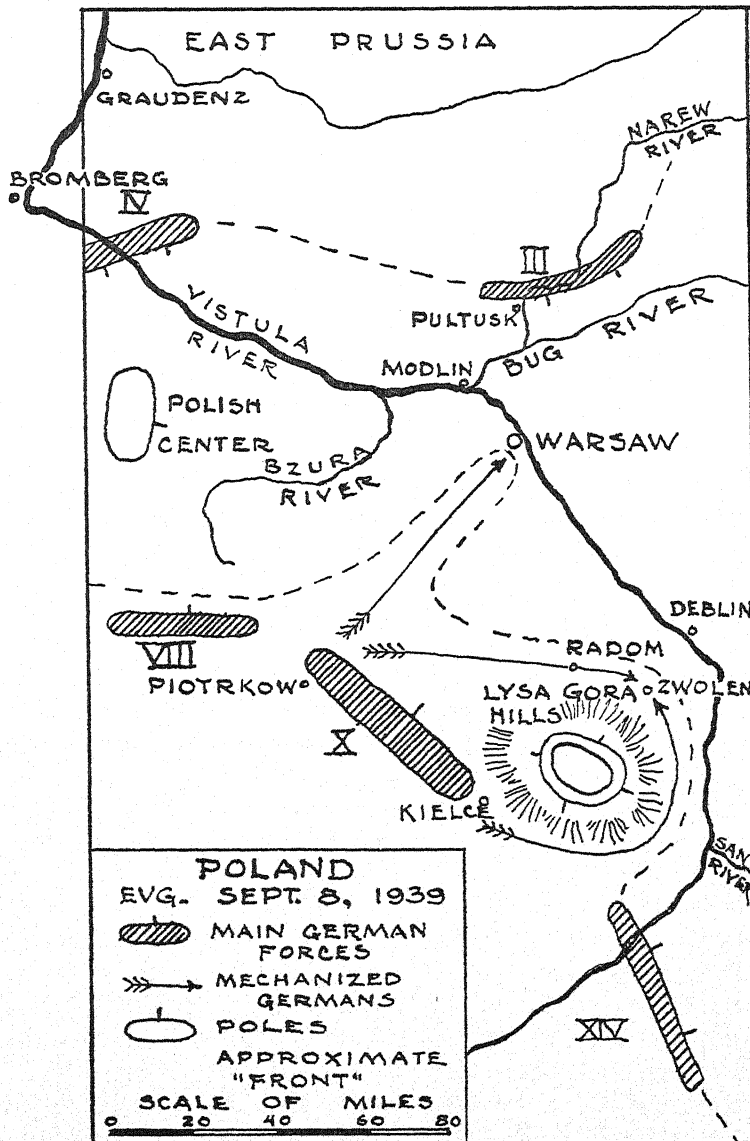 EAST PRUSSIA
GRAUDENZ
NAREW
RIVER
BROMBERG
IV
III
VISTULA
RIVER
PULTUSK
BUG RIVER
MODLIN
POLISH
CENTER
WARSAW
BZURA
RIVER
DEBLIN
VIII
RADOM
PIOTRKOW
LYSA GORA
HILLS
ZWOLEN
X
KIELCE
SAN
RIVER
XIV
POLAND
EVG. SEPT. 8, 1939
MAIN GERMAN
FORCES
MECHANIZED
GERMANS
POLES
APPROXIMATE
"FRONT"
SCALE OF MILES
0 20 40 60 80